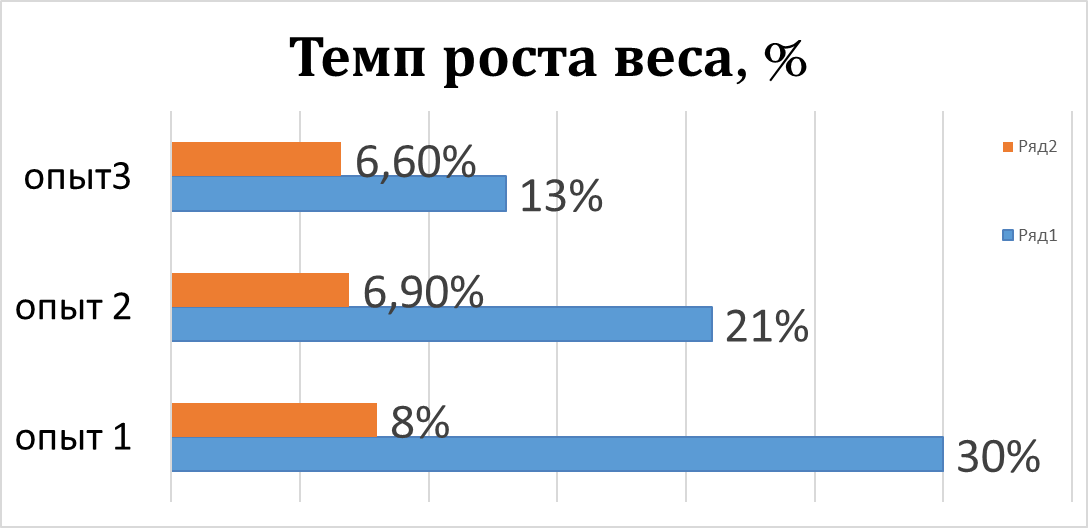 Темп роста веса, %
опыт3
6,60%
13%
Ряд2
Ряд1
опыт 2
6,90%
21%
опыт 1
8%
30%